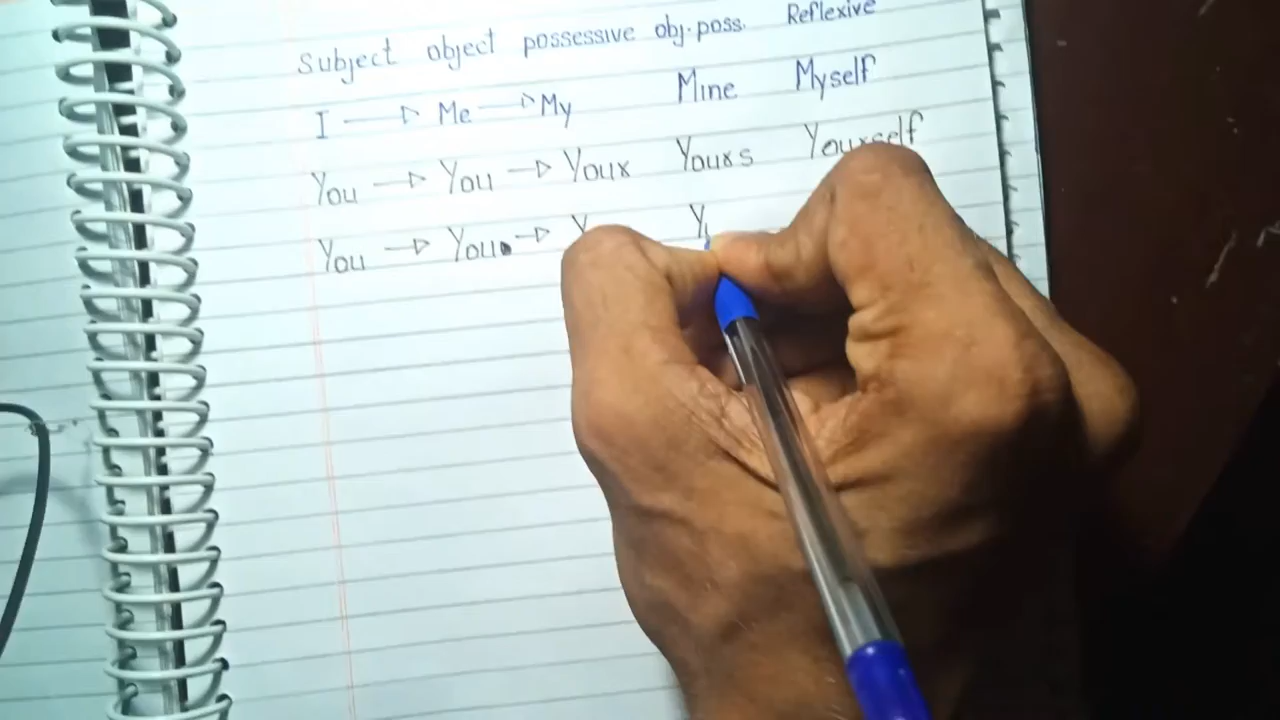 Subject object possessive obj.poss. Reflexive
I → Me → My Mine Myself
You → You → Your Yours Yourself
You → You → Y Y